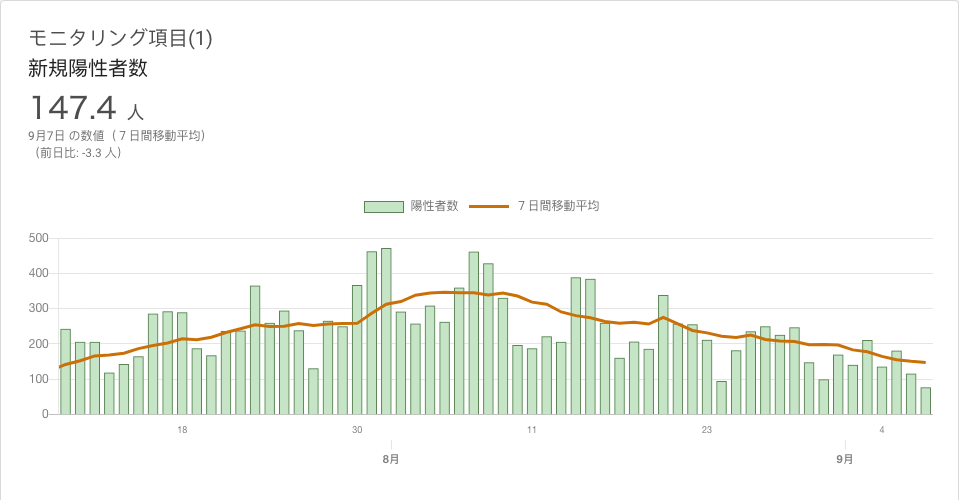 モニタリング項目(1)
新規陽性者数
147.4 人
9月7日 の数値（７日間移動平均）
（前日比: -3.3 人）
陽性者数 ７日間移動平均
500
400
300
200
100
0
18 30 11 23 4
8月 9月